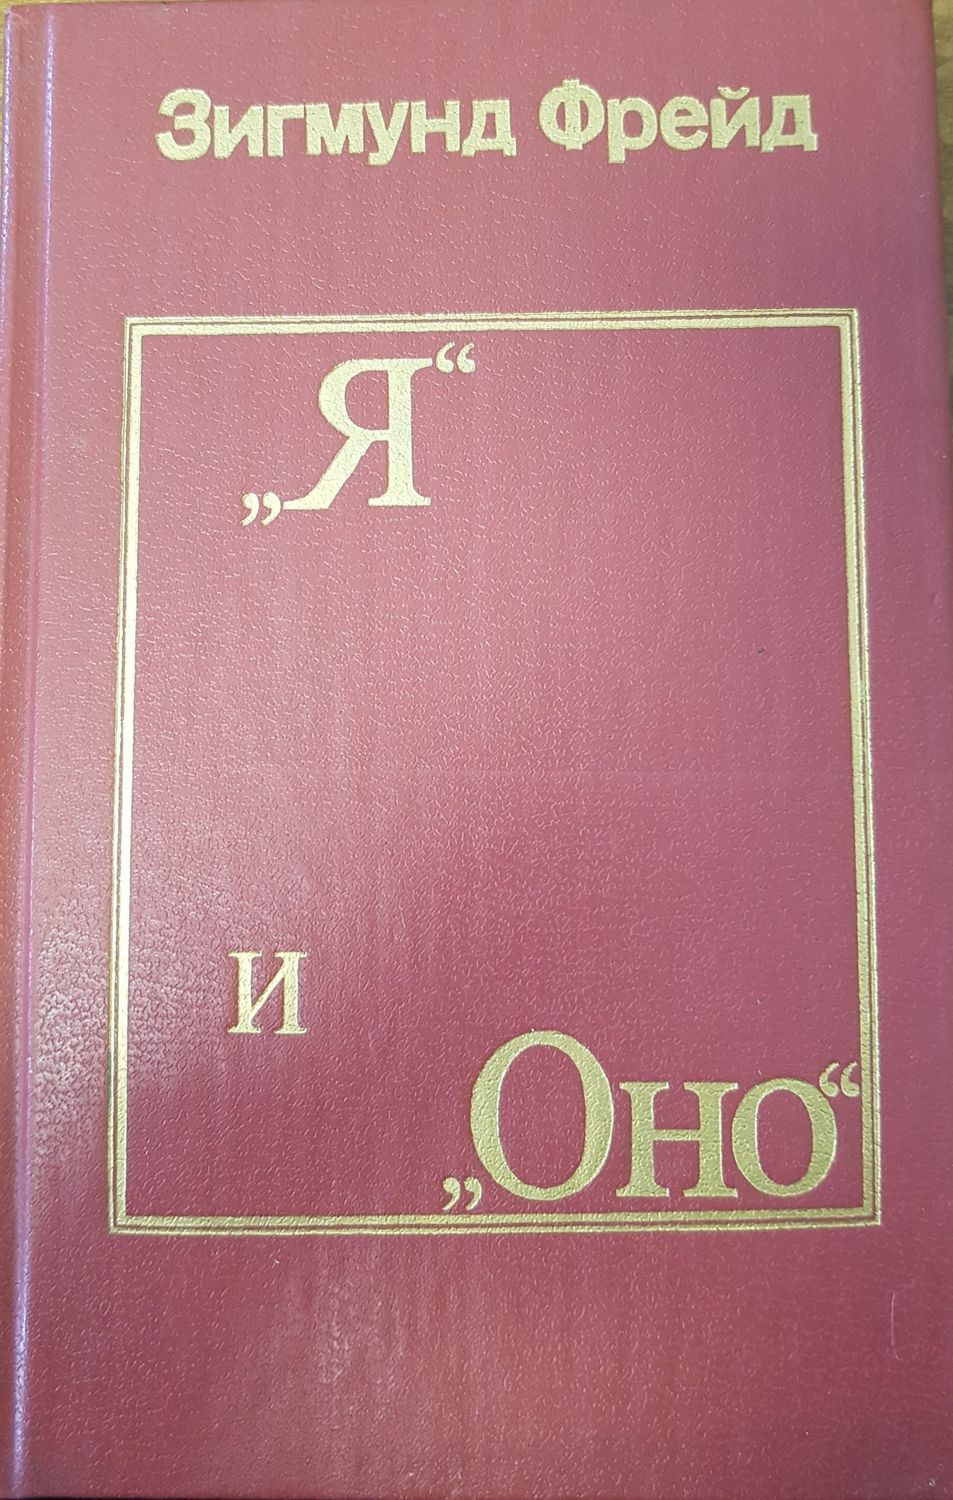 Зигмунд Фрейд
„Я“
и
„Оно“